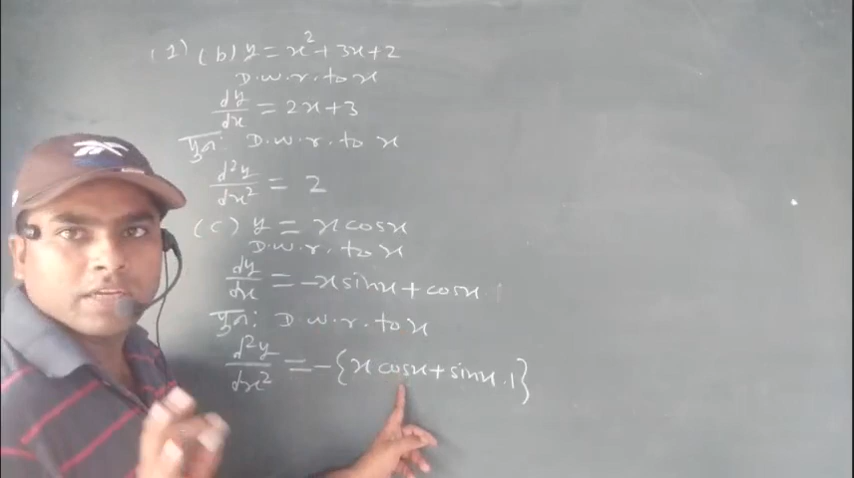 (1) (b) y = x² + 3x + 2
D.w.r. to x
dy/dx = 2x + 3
पुनः D.w.r. to x
d²y/dx² = 2
(c) y = x cosx
D.w.r. to x
dy/dx = -x sinx + cosx . 1
पुनः D.w.r. to x
d²y/dx² = -{x cosx + sinx . 1}